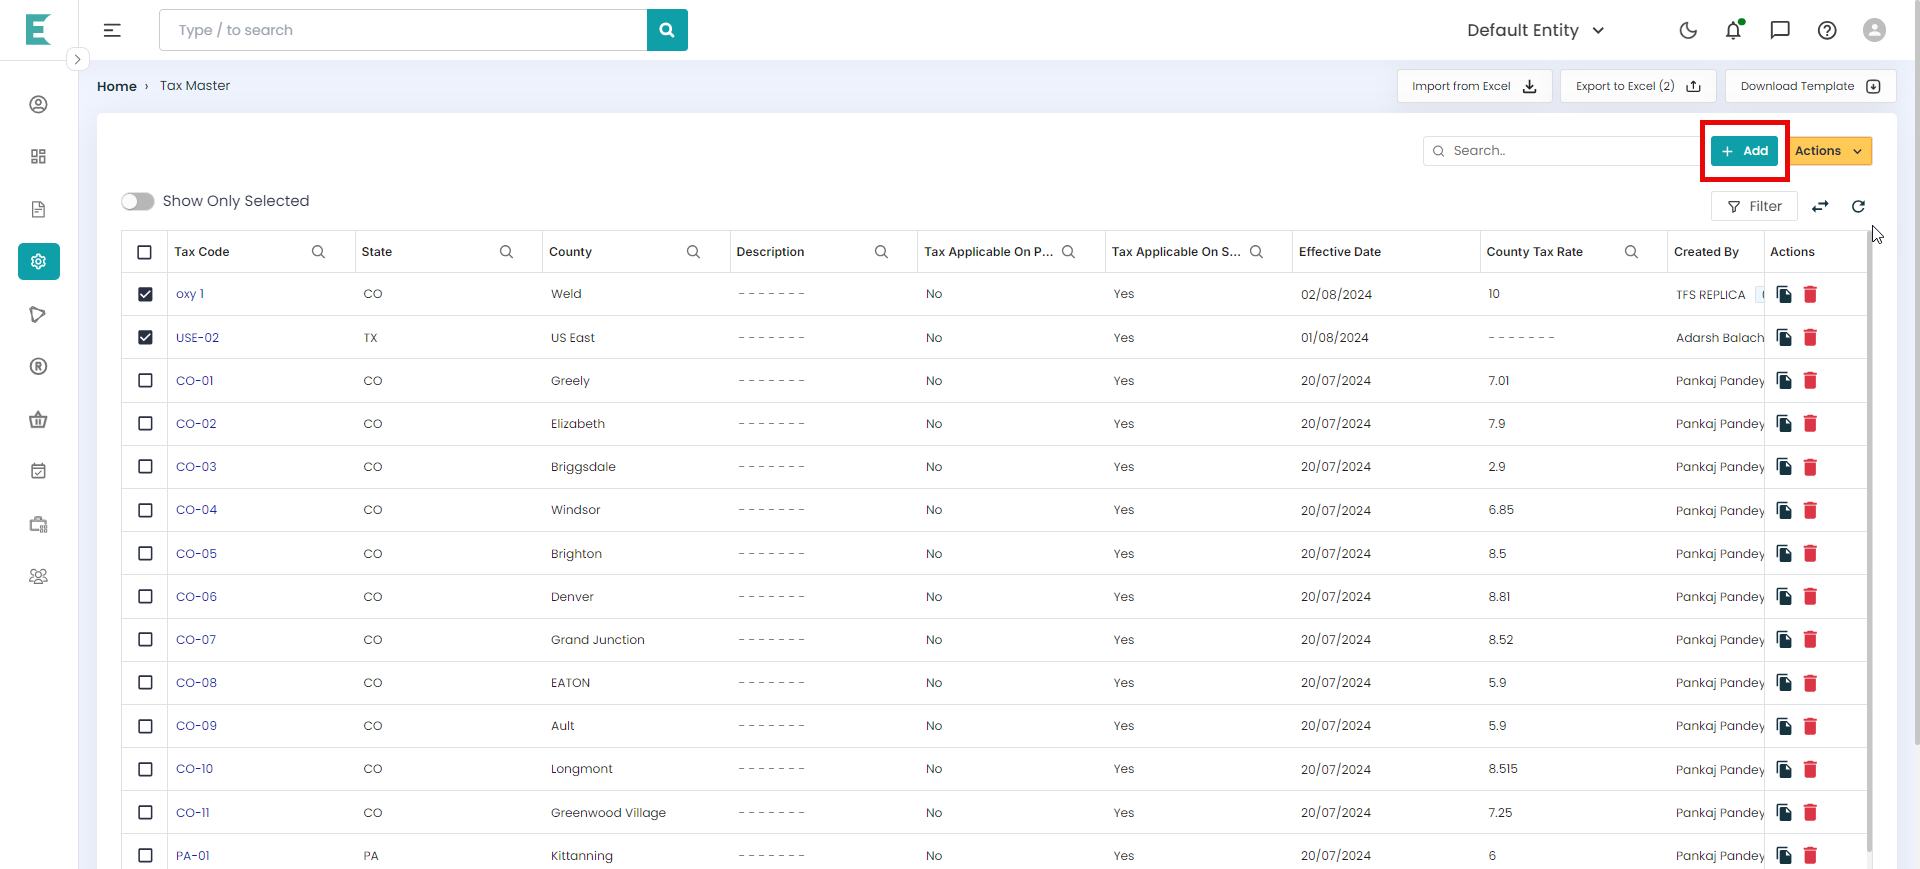 Type / to search
Default Entity
Home › Tax Master
Import from Excel
Export to Excel (2)
Download Template
Search..
+ Add
Actions
Show Only Selected
Filter
Tax Code State County Description Tax Applicable On P... Tax Applicable On S... Effective Date County Tax Rate Created By Actions
oxy 1 CO Weld ------- No Yes 02/08/2024 10 TFS REPLICA
USE-02 TX US East ------- No Yes 01/08/2024 ------- Adarsh Balach
CO-01 CO Greely ------- No Yes 20/07/2024 7.01 Pankaj Pandey
CO-02 CO Elizabeth ------- No Yes 20/07/2024 7.9 Pankaj Pandey
CO-03 CO Briggsdale ------- No Yes 20/07/2024 2.9 Pankaj Pandey
CO-04 CO Windsor ------- No Yes 20/07/2024 6.85 Pankaj Pandey
CO-05 CO Brighton ------- No Yes 20/07/2024 8.5 Pankaj Pandey
CO-06 CO Denver ------- No Yes 20/07/2024 8.81 Pankaj Pandey
CO-07 CO Grand Junction ------- No Yes 20/07/2024 8.52 Pankaj Pandey
CO-08 CO EATON ------- No Yes 20/07/2024 5.9 Pankaj Pandey
CO-09 CO Ault ------- No Yes 20/07/2024 5.9 Pankaj Pandey
CO-10 CO Longmont ------- No Yes 20/07/2024 8.515 Pankaj Pandey
CO-11 CO Greenwood Village ------- No Yes 20/07/2024 7.25 Pankaj Pandey
PA-01 PA Kittanning ------- No Yes 20/07/2024 6 Pankaj Pandey